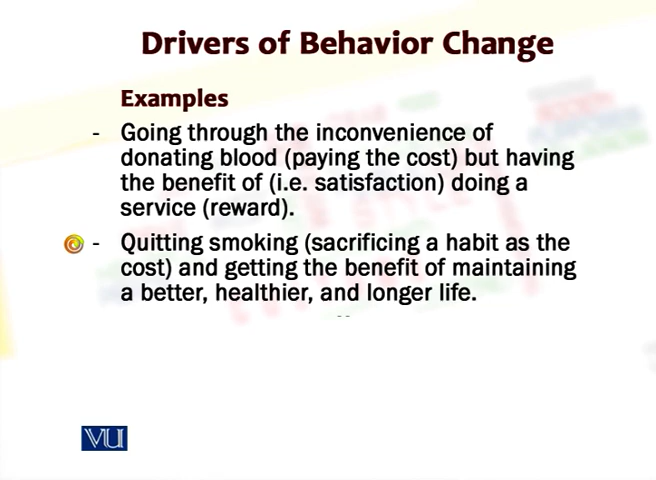 Drivers of Behavior Change
Examples
- Going through the inconvenience of
donating blood (paying the cost) but having
the benefit of (i.e. satisfaction) doing a
service (reward).
- Quitting smoking (sacrificing a habit as the
cost) and getting the benefit of maintaining
a better, healthier, and longer life.
VU